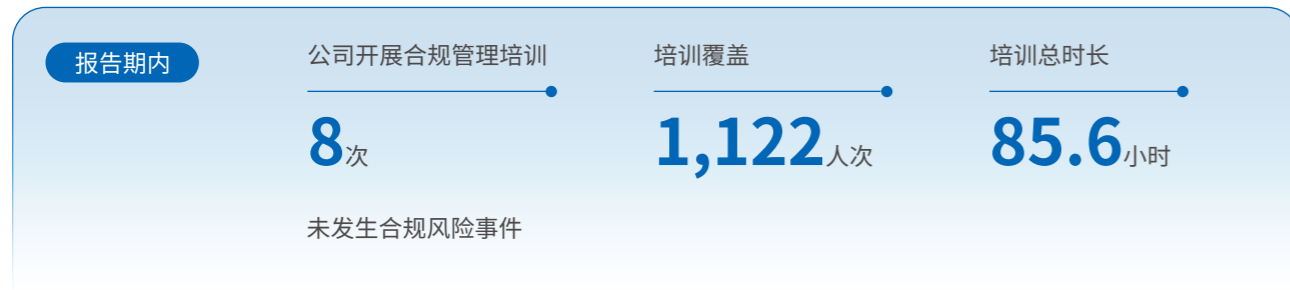 报告期内
公司开展合规管理培训
8次
未发生合规风险事件
培训覆盖
1,122人次
培训总时长
85.6小时